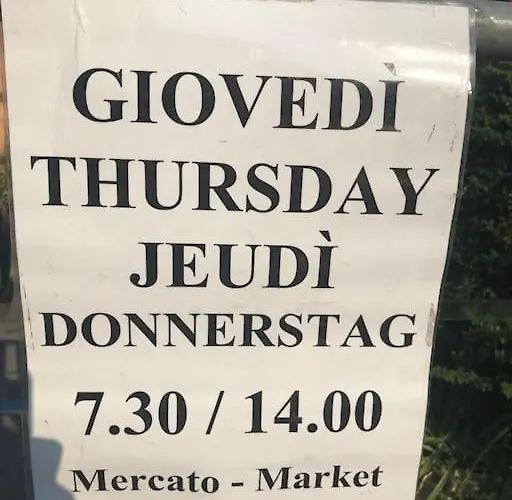 GIOVEDÌ
THURSDAY
JEUDÌ
DONNERSTAG
7.30 / 14.00
Mercato - Market